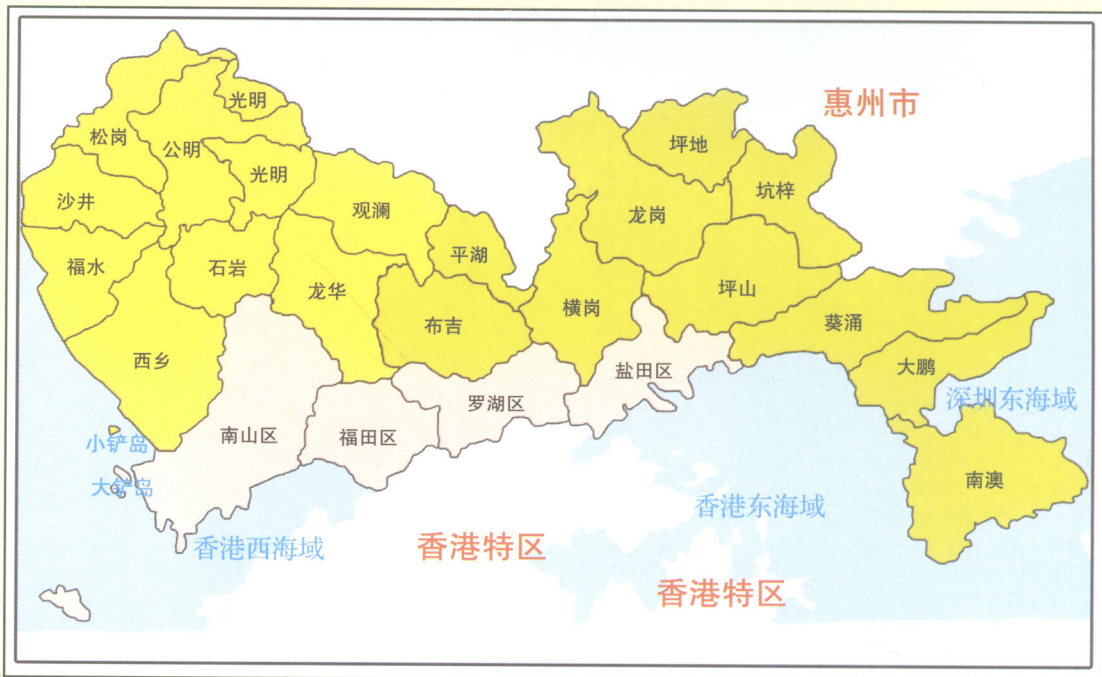 惠州市
光明
松岗
公明
坪地
光明
坑梓
沙井
观澜
龙岗
福水
石岩
平湖
龙华
坪山
横岗
布吉
葵涌
西乡
盐田区
大鹏
深圳东海域
罗湖区
小铲岛
南山区
福田区
大铲岛
南澳
香港东海域
香港西海域
香港特区
香港特区